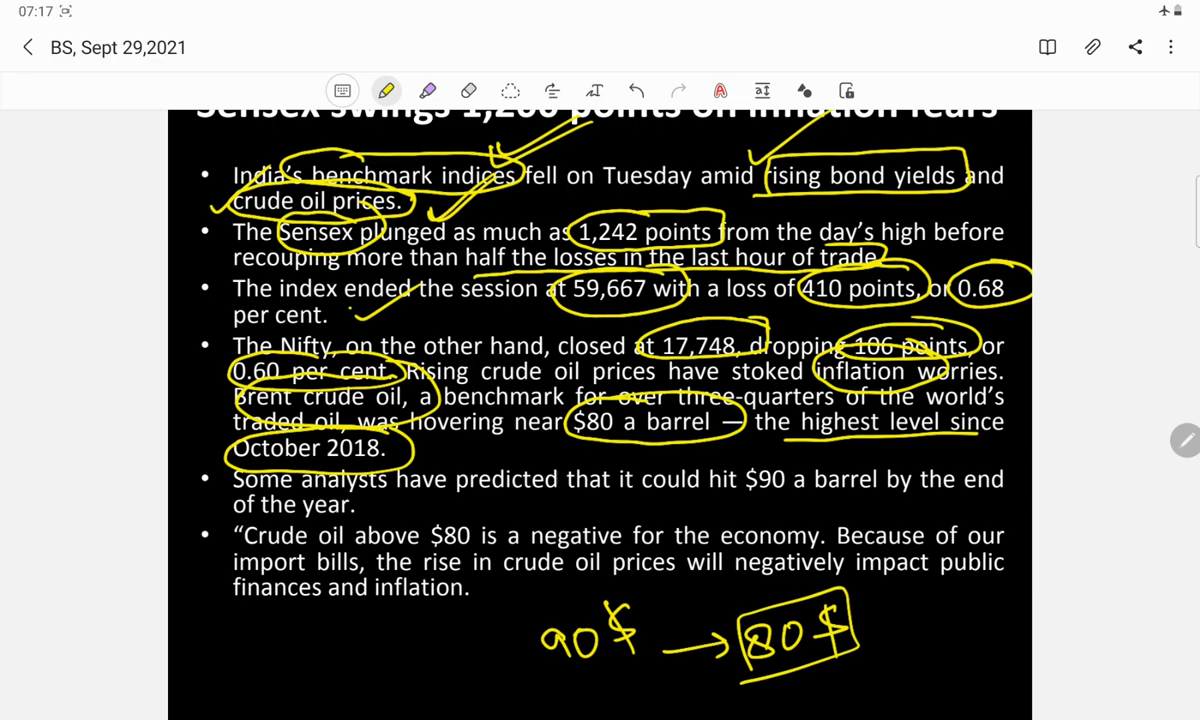 07:17
BS, Sept 29,2021
Sensex swings 1,200 points on inflation fears
• India's benchmark indices fell on Tuesday amid rising bond yields and
crude oil prices.
• The Sensex plunged as much as 1,242 points from the day's high before
recouping more than half the losses in the last hour of trade.
• The index ended the session at 59,667 with a loss of 410 points, or 0.68
per cent.
• The Nifty, on the other hand, closed at 17,748, dropping 106 points, or
0.60 per cent. Rising crude oil prices have stoked inflation worries.
Brent crude oil, a benchmark for over three-quarters of the world's
traded oil, was hovering near $80 a barrel — the highest level since
October 2018.
• Some analysts have predicted that it could hit $90 a barrel by the end
of the year.
• "Crude oil above $80 is a negative for the economy. Because of our
import bills, the rise in crude oil prices will negatively impact public
finances and inflation.
90$ → 80$